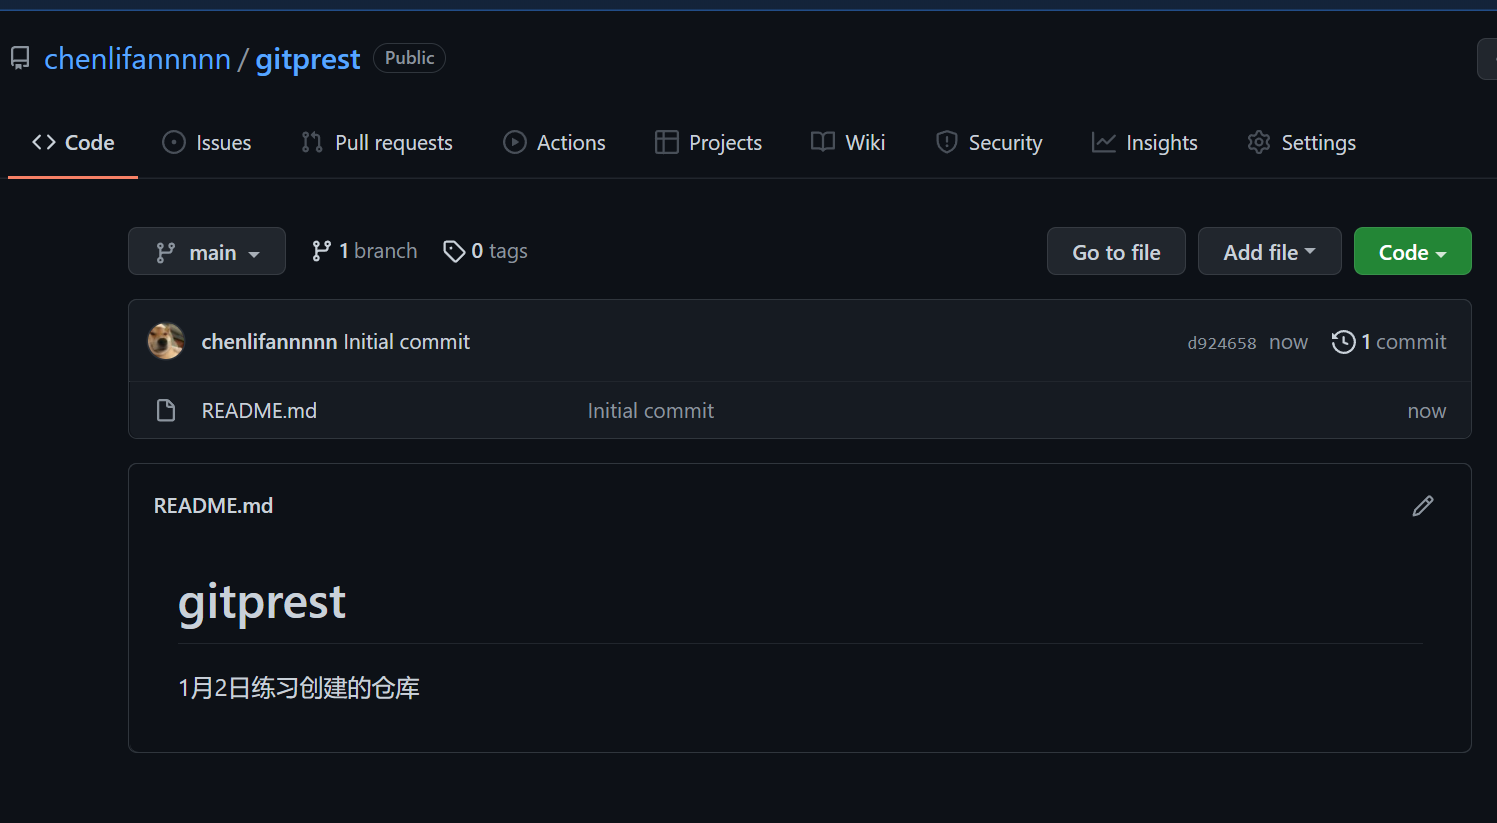 chenlifannnnn / gitprest Public
Code Issues Pull requests Actions Projects Wiki Security Insights Settings
main 1 branch 0 tags Go to file Add file Code
chenlifannnnn Initial commit d924658 now 1 commit
README.md Initial commit now
README.md
gitprest
1月2日练习创建的仓库